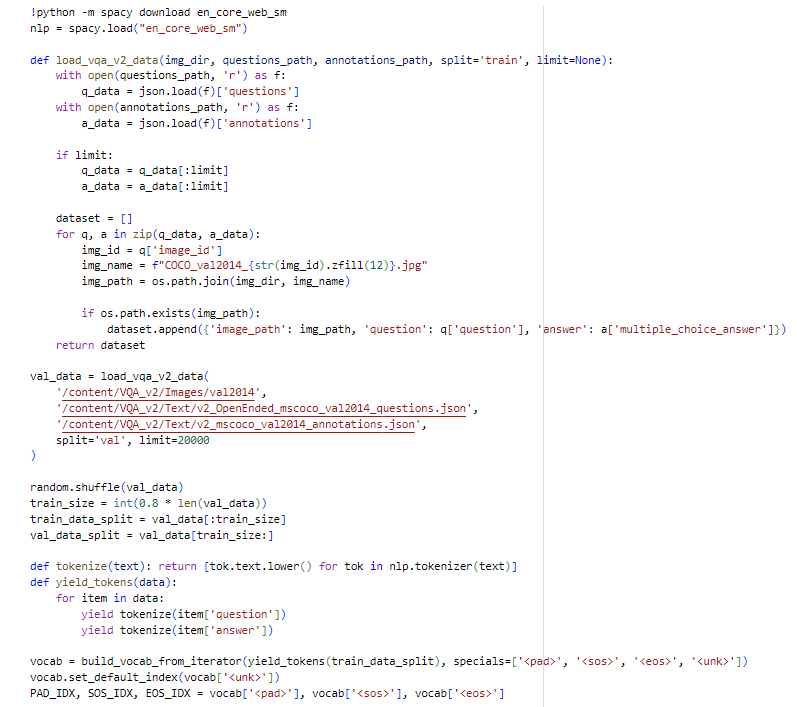 !python -m spacy download en_core_web_sm
nlp = spacy.load("en_core_web_sm")

def load_vqa_v2_data(img_dir, questions_path, annotations_path, split='train', limit=None):
    with open(questions_path, 'r') as f:
        q_data = json.load(f)['questions']
    with open(annotations_path, 'r') as f:
        a_data = json.load(f)['annotations']

    if limit:
        q_data = q_data[:limit]
        a_data = a_data[:limit]

    dataset = []
    for q, a in zip(q_data, a_data):
        img_id = q['image_id']
        img_name = f"COCO_val2014_{str(img_id).zfill(12)}.jpg"
        img_path = os.path.join(img_dir, img_name)

        if os.path.exists(img_path):
            dataset.append({'image_path': img_path, 'question': q['question'], 'answer': a['multiple_choice_answer']})
    return dataset

val_data = load_vqa_v2_data(
    '/content/VQA_v2/Images/val2014',
    '/content/VQA_v2/Text/v2_OpenEnded_mscoco_val2014_questions.json',
    '/content/VQA_v2/Text/v2_mscoco_val2014_annotations.json',
    split='val', limit=20000
)

random.shuffle(val_data)
train_size = int(0.8 * len(val_data))
train_data_split = val_data[:train_size]
val_data_split = val_data[train_size:]

def tokenize(text): return [tok.text.lower() for tok in nlp.tokenizer(text)]
def yield_tokens(data):
    for item in data:
        yield tokenize(item['question'])
        yield tokenize(item['answer'])

vocab = build_vocab_from_iterator(yield_tokens(train_data_split), specials=['<pad>', '<sos>', '<eos>', '<unk>'])
vocab.set_default_index(vocab['<unk>'])
PAD_IDX, SOS_IDX, EOS_IDX = vocab['<pad>'], vocab['<sos>'], vocab['<eos>']